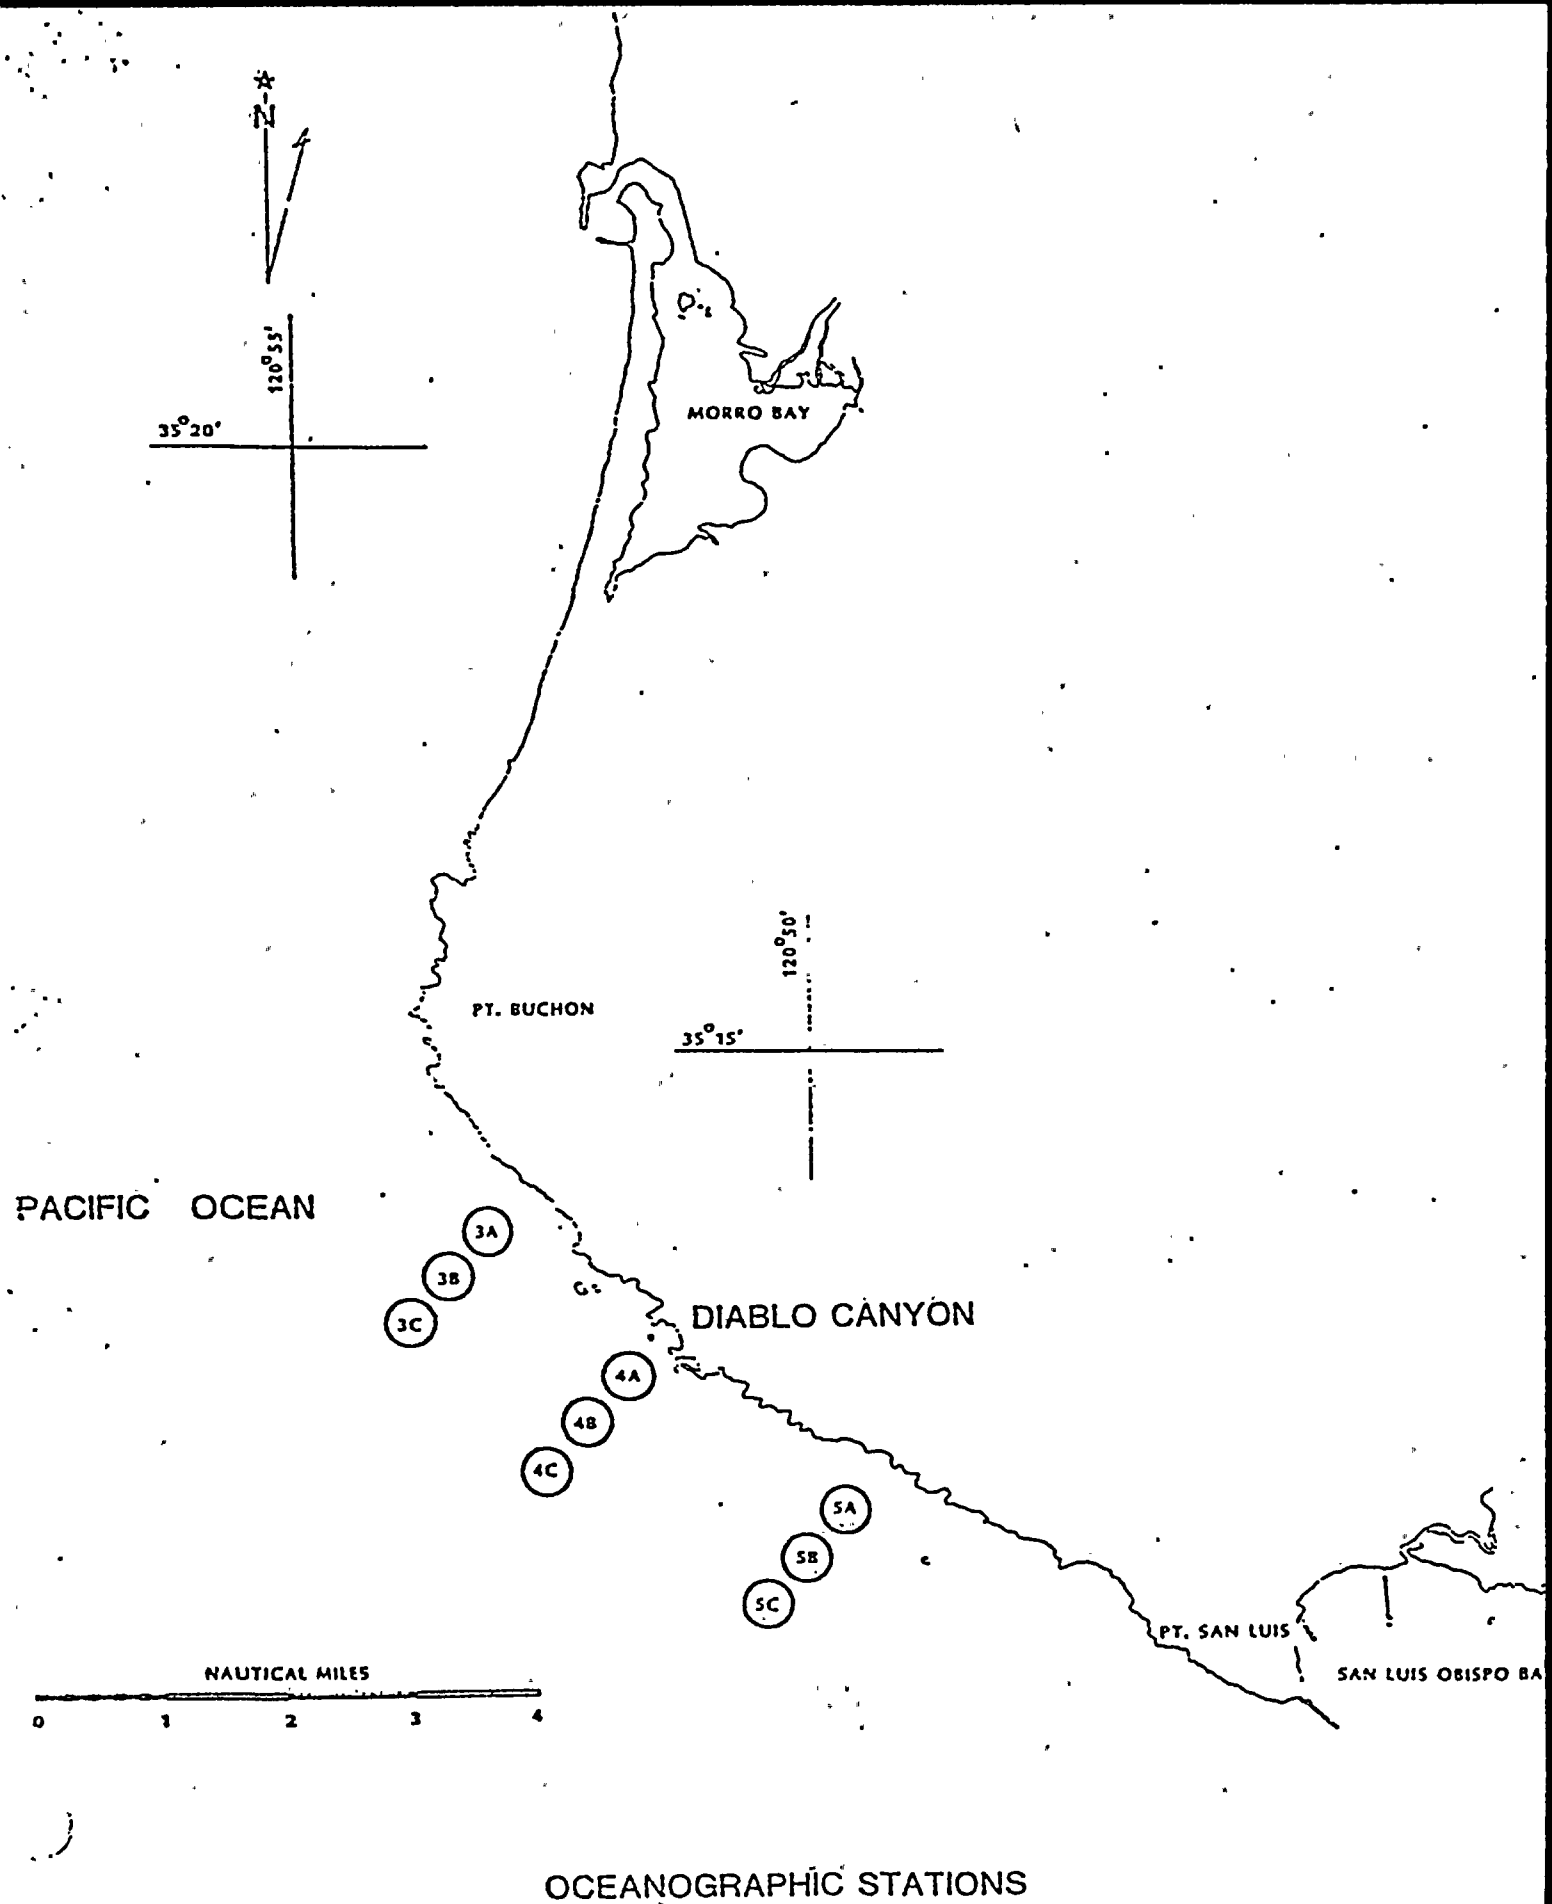 N
120°55'
35°20'
MORRO BAY
120°50'
PT. BUCHON
35°15'
PACIFIC OCEAN
3A
3B
3C
DIABLO CANYON
4A
4B
4C
5A
5B
5C
PT. SAN LUIS
NAUTICAL MILES
SAN LUIS OBISPO BA
0 1 2 3 4
OCEANOGRAPHIC STATIONS